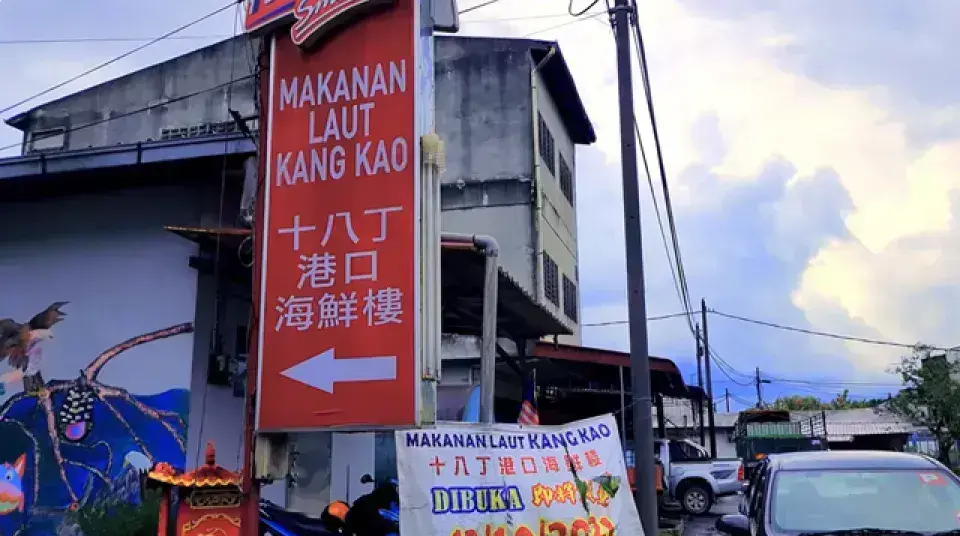 MAKANAN
LAUT
KANG KAO
十八丁
港口
海鮮樓
MAKANAN LAUT KANG KAO
十八丁港口海鮮楼
DIBUKA